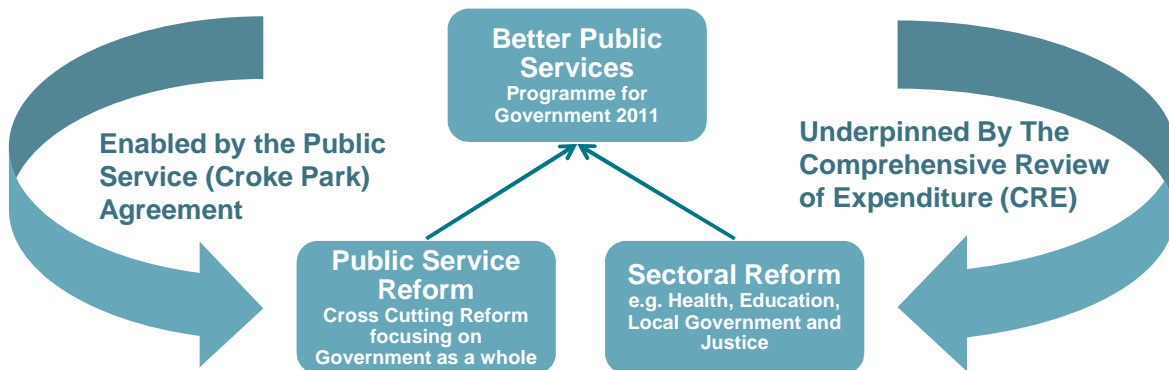 Better Public
Services
Programme for
Government 2011
Enabled by the Public
Service (Croke Park)
Agreement
Underpinned By The
Comprehensive Review
of Expenditure (CRE)
Public Service
Reform
Cross Cutting Reform
focusing on
Government as a whole
Sectoral Reform
e.g. Health, Education,
Local Government and
Justice